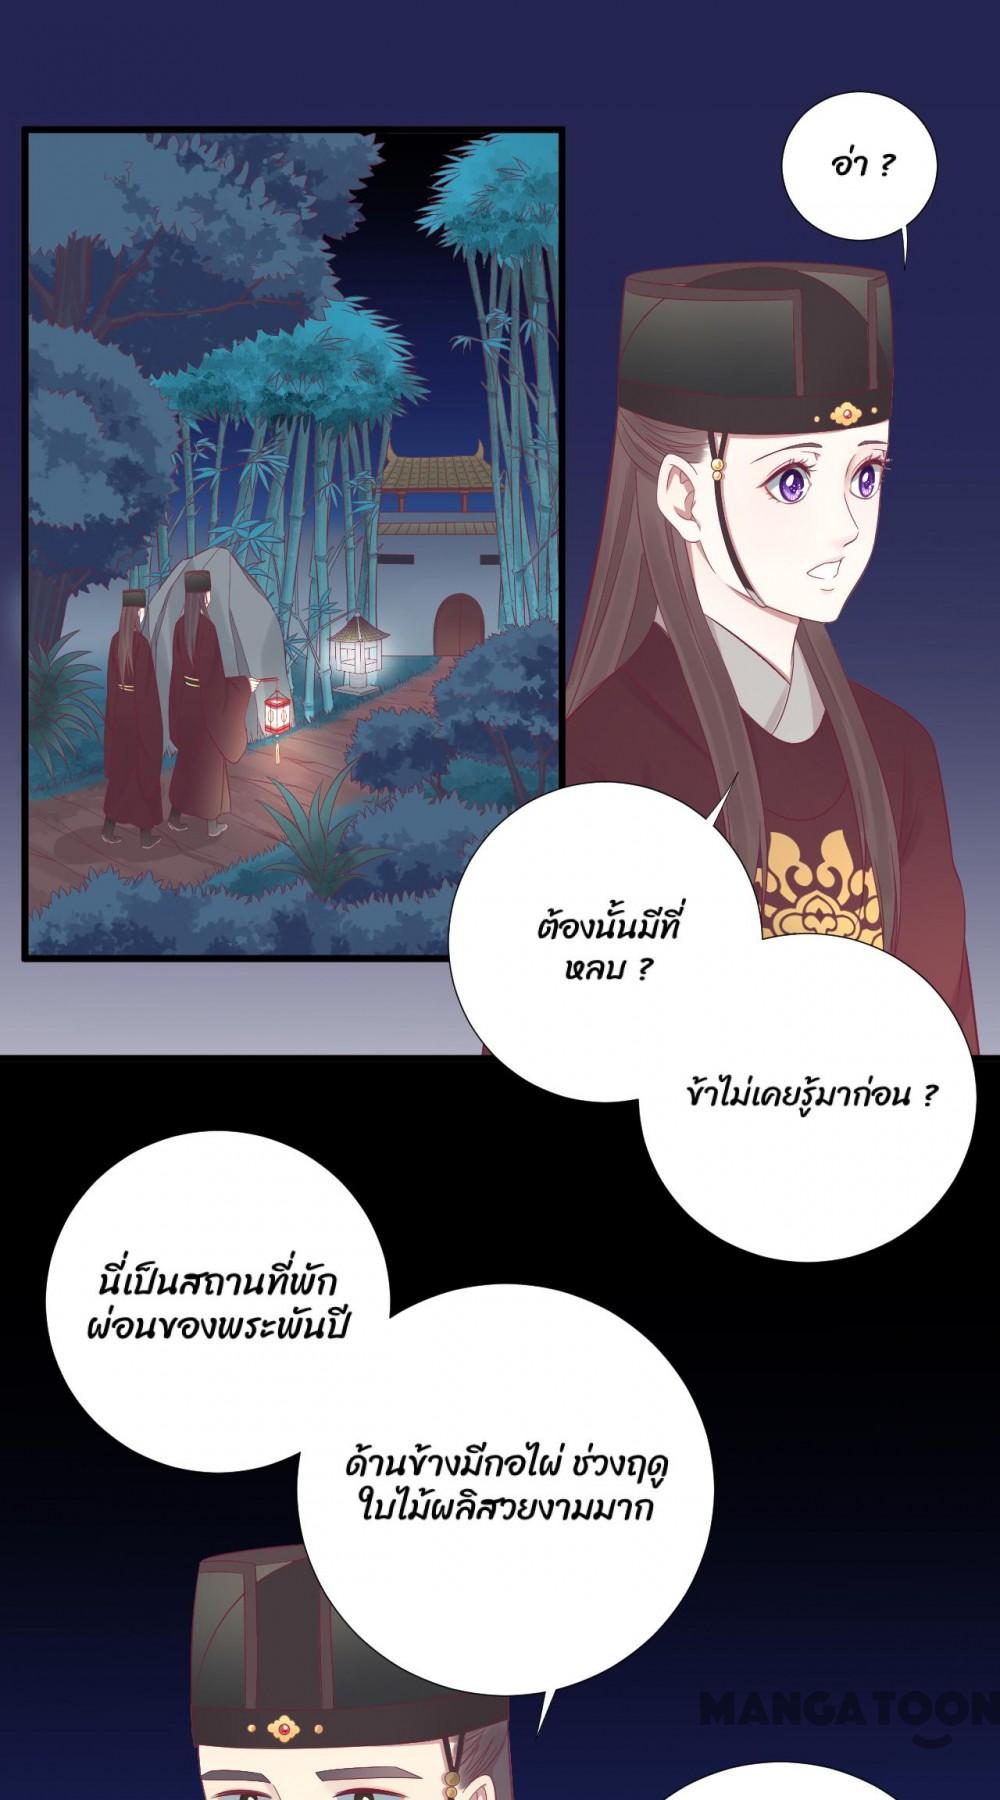 อ่า ?
ต้องนั้นมีที่
หลบ ?
ข้าไม่เคยรู้มาก่อน ?
นี่เป็นสถานที่พัก
ผ่อนของพระพันปี
ด้านข้างมีกอไผ่ ช่วงฤดู
ใบไม้ผลิสวยงามมาก
MANGATOON